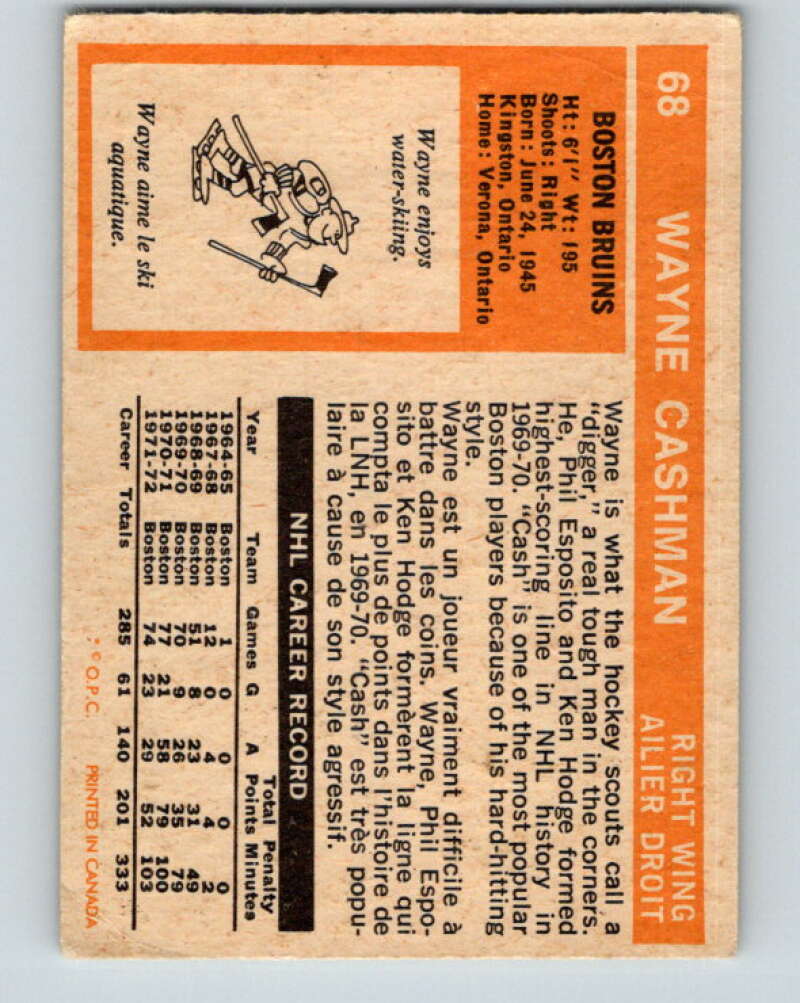 68 WAYNE CASHMAN RIGHT WING
AILIER DROIT
BOSTON BRUINS
Ht: 6'1" Wt: 195
Shoots: Right
Born: June 24, 1945
Kingston, Ontario
Home: Verona, Ontario
Wayne enjoys
water-skiing.
Wayne aime le ski
aquatique.
Wayne is what the hockey scouts call a
"digger," a real tough man in the corners.
He, Phil Esposito and Ken Hodge formed
highest-scoring line in NHL history in
1969-70. "Cash" is one of the most popular
Boston players because of his hard-hitting
style.
Wayne est un joueur vraiment difficile à
battre dans les coins. Wayne, Phil Espo-
sito et Ken Hodge formèrent la ligne qui
compta le plus de points dans l'histoire de
la LNH, en 1969-70. "Cash" est très popu-
laire à cause de son style agressif.
NHL CAREER RECORD
Total Penalty
Year Team Games G A Points Minutes
1964-65 Boston 1 0 0 0 0
1967-68 Boston 12 0 4 4 2
1968-69 Boston 51 8 23 31 49
1969-70 Boston 70 9 26 35 79
1970-71 Boston 77 21 58 79 100
1971-72 Boston 74 23 29 52 103
Career Totals 285 61 140 201 333
© O.P.C. PRINTED IN CANADA